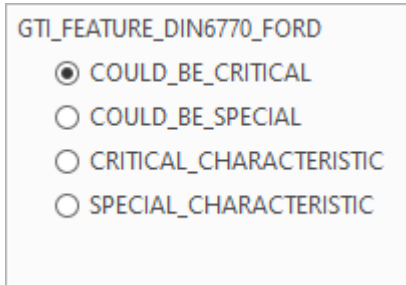 GTI_FEATURE_DIN6770_FORD
COULD_BE_CRITICAL
COULD_BE_SPECIAL
CRITICAL_CHARACTERISTIC
SPECIAL_CHARACTERISTIC